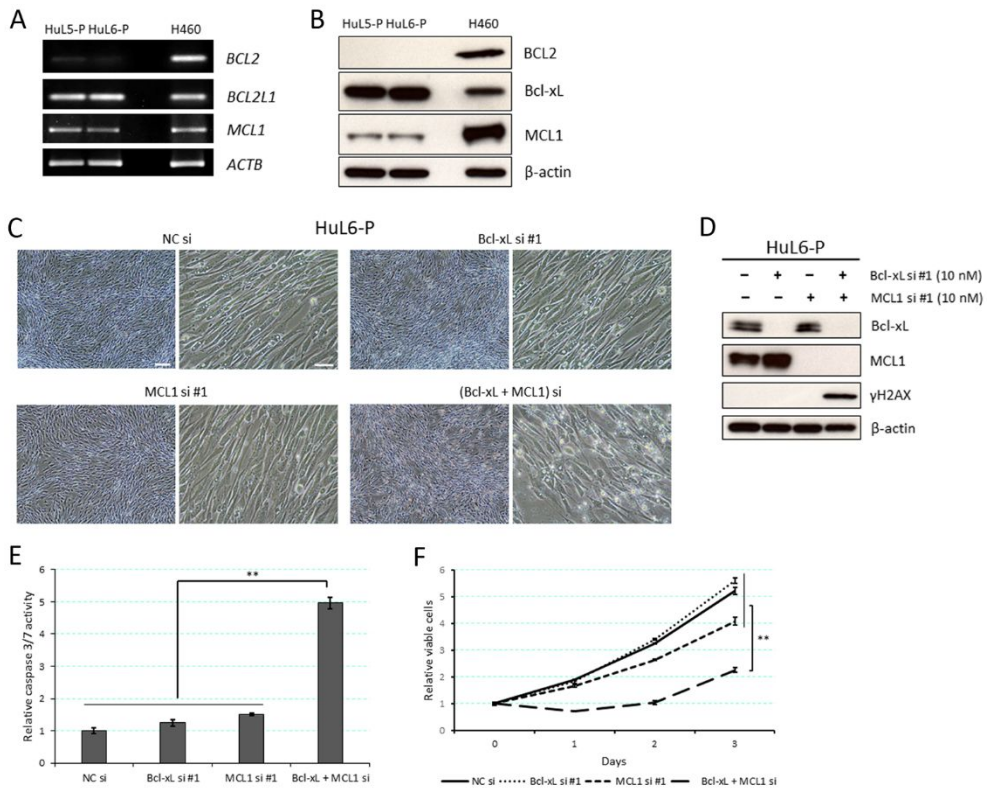 A
HuL5-P HuL6-P H460
BCL2
BCL2L1
MCL1
ACTB
B
HuL5-P HuL6-P H460
BCL2
Bcl-xL
MCL1
β-actin
C
HuL6-P
NC si
Bcl-xL si #1
MCL1 si #1
(Bcl-xL + MCL1) si
D
HuL6-P
− + − + Bcl-xL si #1 (10 nM)
− − + + MCL1 si #1 (10 nM)
Bcl-xL
MCL1
γH2AX
β-actin
E
Relative caspase 3/7 activity
6
5
4
3
2
1
0
**
NC si Bcl-xL si #1 MCL1 si #1 Bcl-xL + MCL1 si
F
Relative viable cells
6
5
4
3
2
1
0
**
0 1 2 3
Days
NC si Bcl-xL si #1 MCL1 si #1 Bcl-xL + MCL1 si